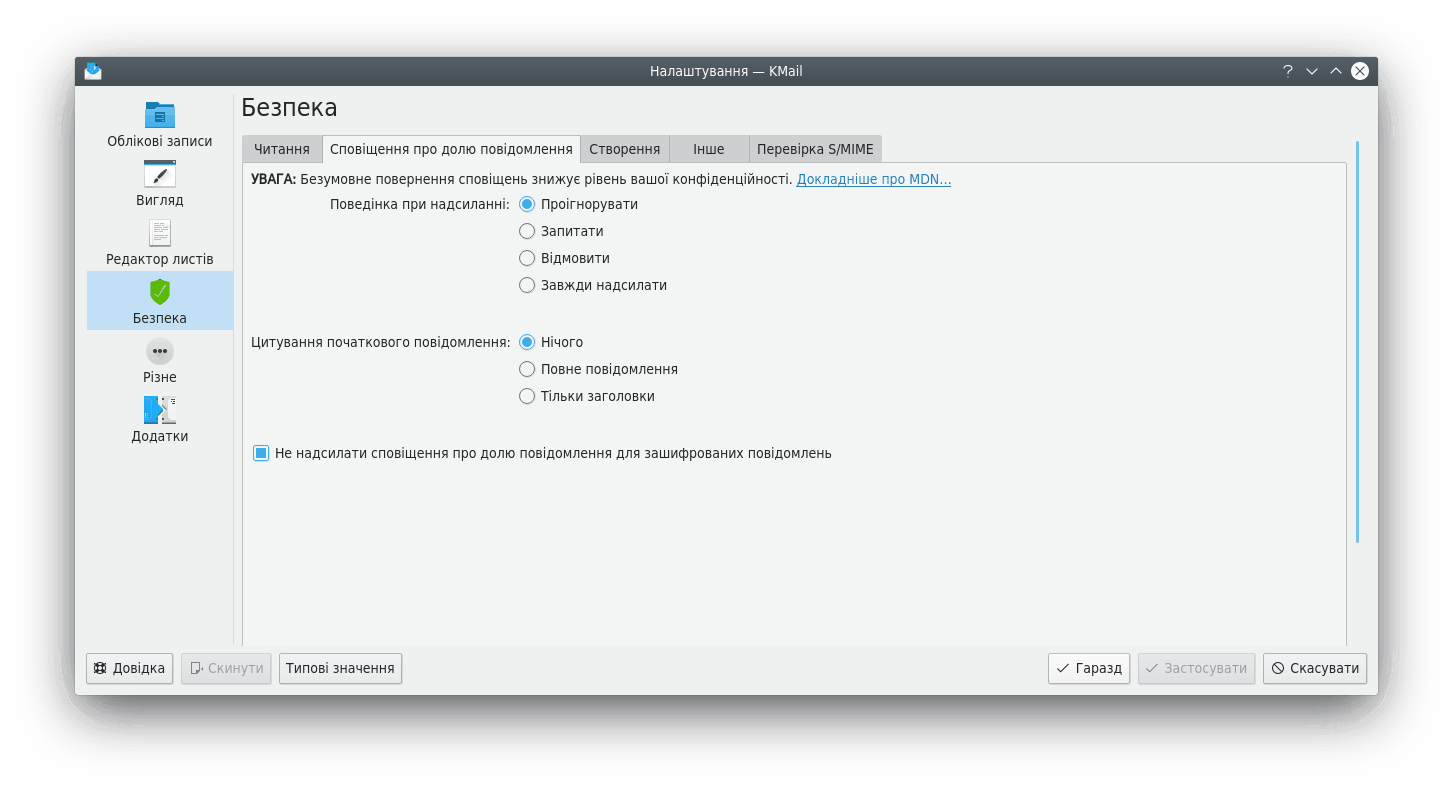 Налаштування — KMail
Облікові записи
Вигляд
Редактор листів
Безпека
Різне
Додатки
Безпека
Читання
Сповіщення про долю повідомлення
Створення
Інше
Перевірка S/MIME
УВАГА: Безумовне повернення сповіщень знижує рівень вашої конфіденційності. Докладніше про MDN...
Поведінка при надсиланні:
Проігнорувати
Запитати
Відмовити
Завжди надсилати
Цитування початкового повідомлення:
Нічого
Повне повідомлення
Тільки заголовки
Не надсилати сповіщення про долю повідомлення для зашифрованих повідомлень
Довідка
Скинути
Типові значення
Гаразд
Застосувати
Скасувати